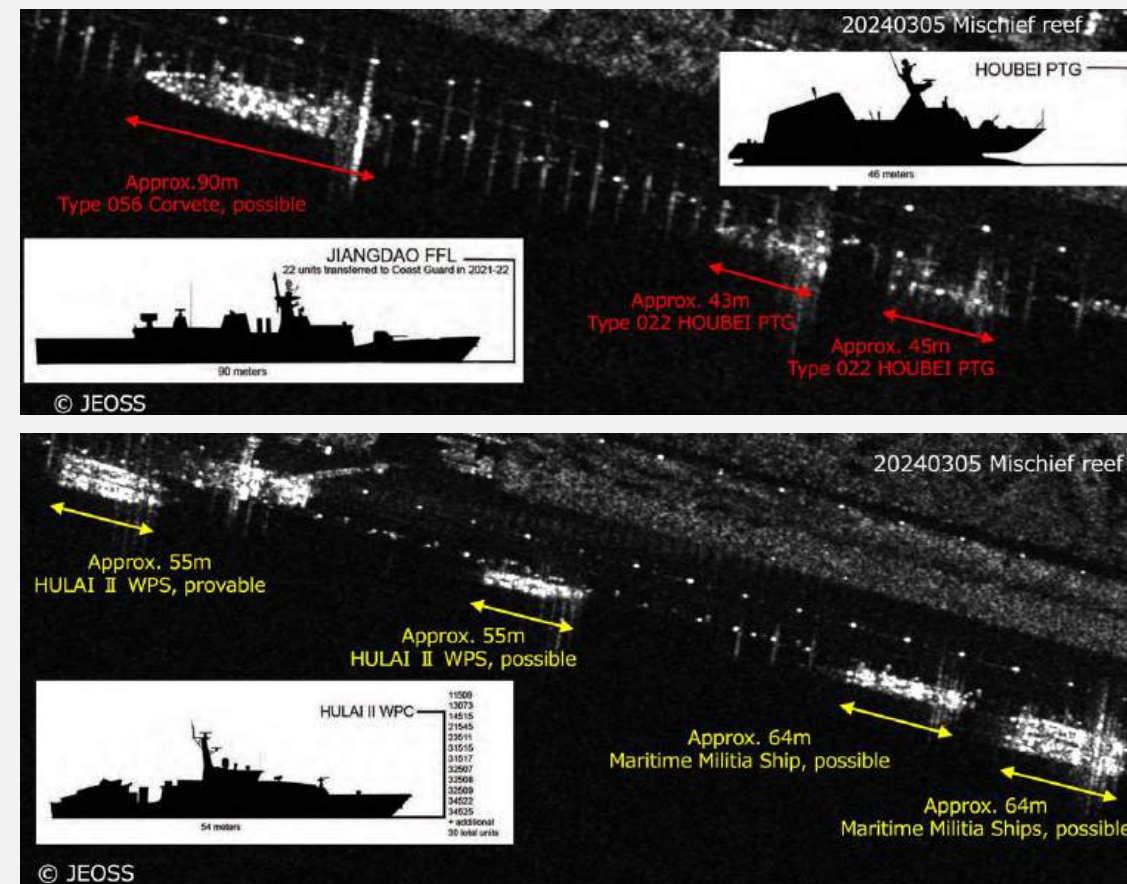 20240305 Mischief reef
HOUBEI PTG
46 meters
Approx.90m
Type 056 Corvete, possible
JIANGDAO FFL
22 units transferred to Coast Guard in 2021-22
90 meters
Approx. 43m
Type 022 HOUBEI PTG
Approx. 45m
Type 022 HOUBEI PTG
© JEOSS
20240305 Mischief reef
Approx. 55m
HULAI Ⅱ WPS, provable
Approx. 55m
HULAI Ⅱ WPS, possible
HULAI II WPC
11509
13073
14515
21545
23511
31515
31517
32507
32508
32509
34522
34525
+ additional
30 total units
54 meters
Approx. 64m
Maritime Militia Ship, possible
Approx. 64m
Maritime Militia Ships, possible
© JEOSS